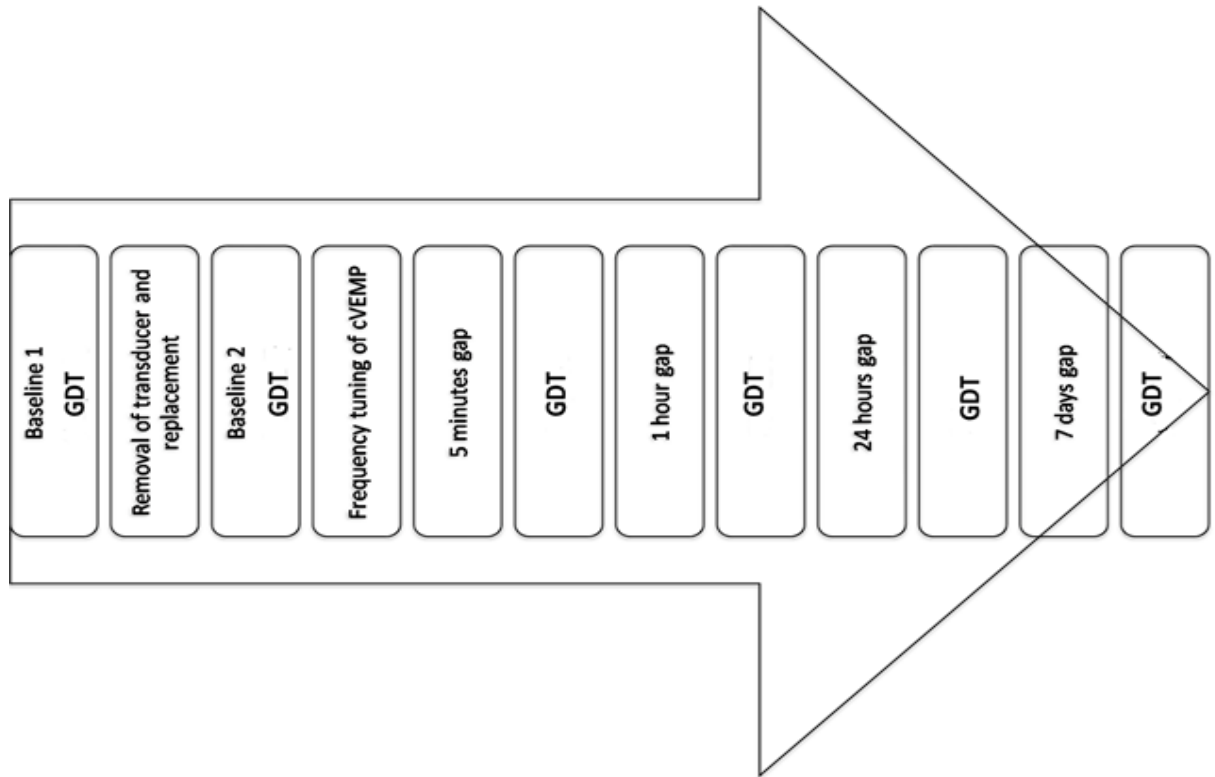 Baseline 1
GDT
Removal of transducer and
replacement
Baseline 2
GDT
Frequency tuning of cVEMP
5 minutes gap
GDT
1 hour gap
GDT
24 hours gap
GDT
7 days gap
GDT